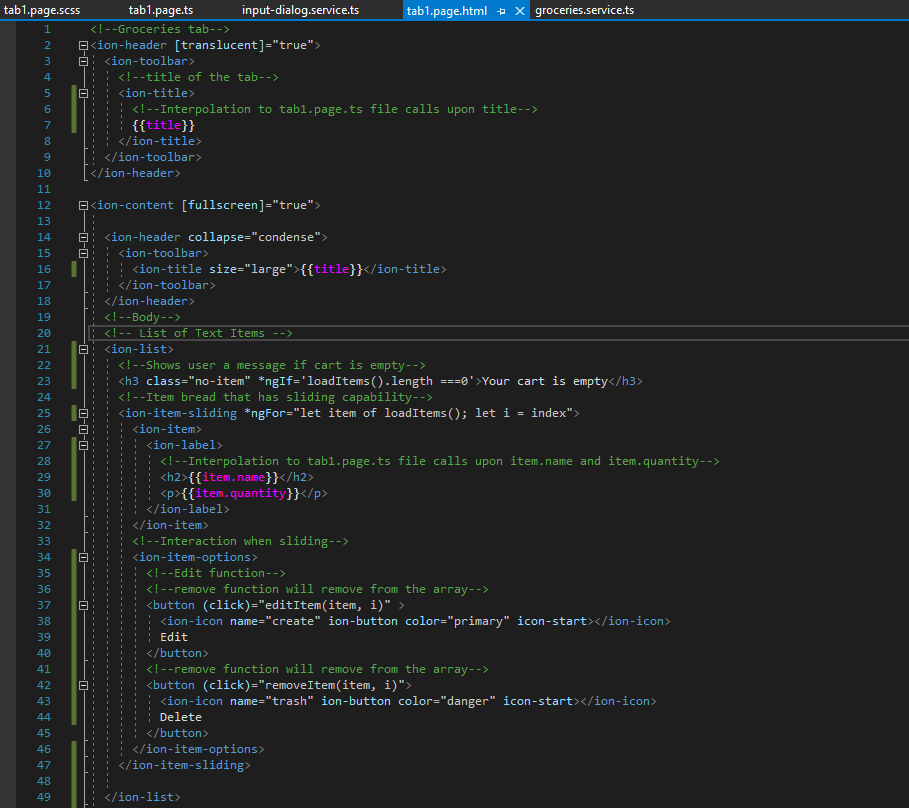 tab1.page.scss tab1.page.ts input-dialog.service.ts tab1.page.html groceries.service.ts
1 <!--Groceries tab-->
2 <ion-header [translucent]="true">
3 <ion-toolbar>
4 <!--title of the tab-->
5 <ion-title>
6 <!--Interpolation to tab1.page.ts file calls upon title-->
7 {{title}}
8 </ion-title>
9 </ion-toolbar>
10 </ion-header>
11
12 <ion-content [fullscreen]="true">
13
14 <ion-header collapse="condense">
15 <ion-toolbar>
16 <ion-title size="large">{{title}}</ion-title>
17 </ion-toolbar>
18 </ion-header>
19 <!--Body-->
20 <!-- List of Text Items -->
21 <ion-list>
22 <!--Shows user a message if cart is empty-->
23 <h3 class="no-item" *ngIf='loadItems().length ===0'>Your cart is empty</h3>
24 <!--Item bread that has sliding capability-->
25 <ion-item-sliding *ngFor="let item of loadItems(); let i = index">
26 <ion-item>
27 <ion-label>
28 <!--Interpolation to tab1.page.ts file calls upon item.name and item.quantity-->
29 <h2>{{item.name}}</h2>
30 <p>{{item.quantity}}</p>
31 </ion-label>
32 </ion-item>
33 <!--Interaction when sliding-->
34 <ion-item-options>
35 <!--Edit function-->
36 <!--remove function will remove from the array-->
37 <button (click)="editItem(item, i)" >
38 <ion-icon name="create" ion-button color="primary" icon-start></ion-icon>
39 Edit
40 </button>
41 <!--remove function will remove from the array-->
42 <button (click)="removeItem(item, i)">
43 <ion-icon name="trash" ion-button color="danger" icon-start></ion-icon>
44 Delete
45 </button>
46 </ion-item-options>
47 </ion-item-sliding>
48
49 </ion-list>